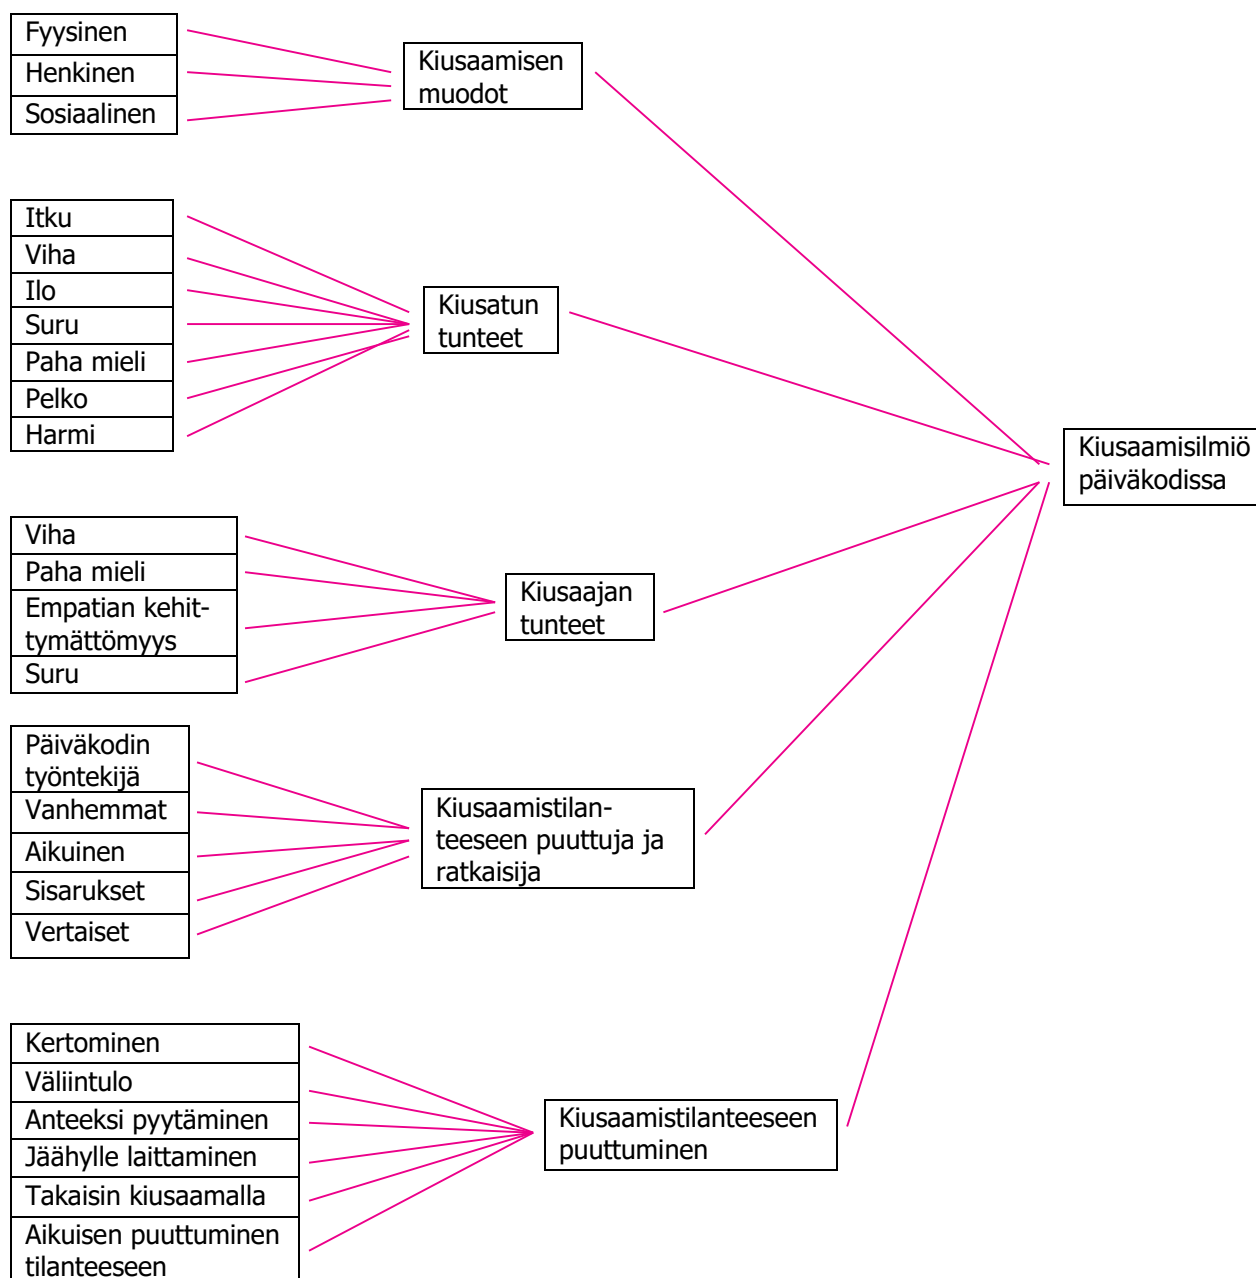 Fyysinen
Henkinen
Sosiaalinen
Kiusaamisen
muodot
Itku
Viha
Ilo
Suru
Paha mieli
Pelko
Harmi
Kiusatun
tunteet
Kiusaamisilmiö
päiväkodissa
Viha
Paha mieli
Empatian kehit-
tymättömyys
Suru
Kiusaajan
tunteet
Päiväkodin
työntekijä
Vanhemmat
Aikuinen
Sisarukset
Vertaiset
Kiusaamistilan-
teeseen puuttuja ja
ratkaisija
Kertominen
Väliintulo
Anteeksi pyytäminen
Jäähylle laittaminen
Takaisin kiusaamalla
Aikuisen puuttuminen
tilanteeseen
Kiusaamistilanteeseen
puuttuminen